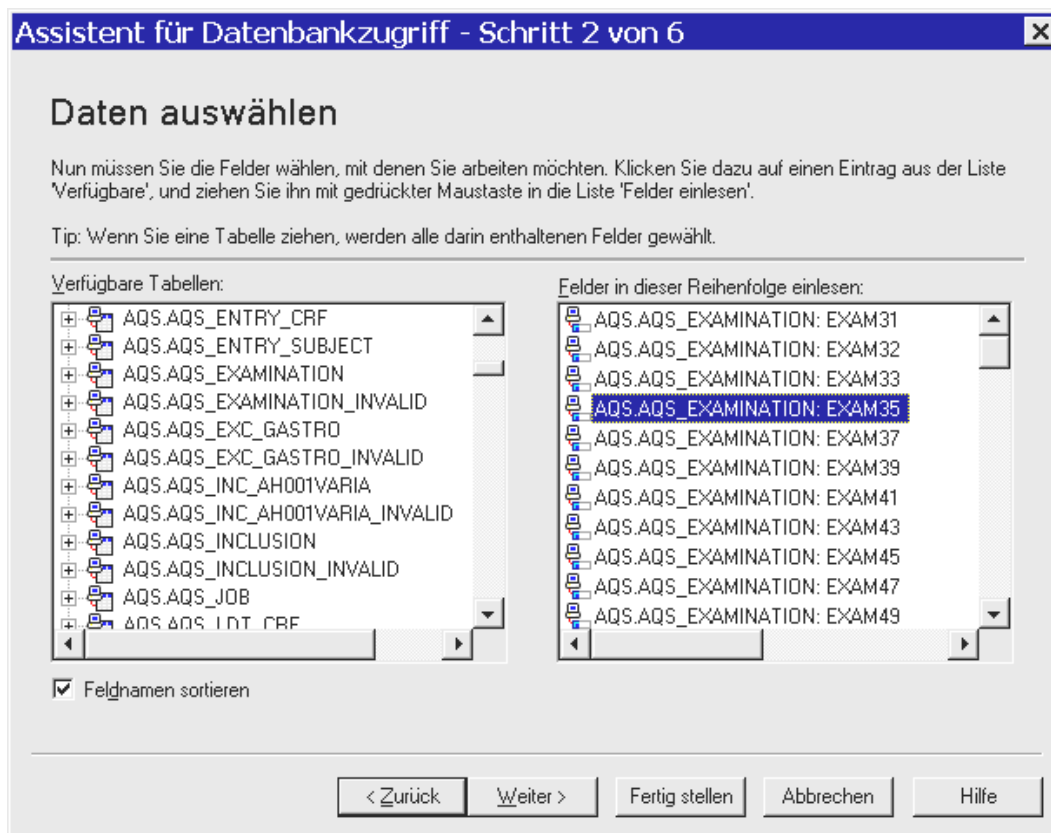 Assistent für Datenbankzugriff - Schritt 2 von 6
Daten auswählen
Nun müssen Sie die Felder wählen, mit denen Sie arbeiten möchten. Klicken Sie dazu auf einen Eintrag aus der Liste
'Verfügbare', und ziehen Sie ihn mit gedrückter Maustaste in die Liste 'Felder einlesen'.
Tip: Wenn Sie eine Tabelle ziehen, werden alle darin enthaltenen Felder gewählt.
Verfügbare Tabellen:
AQS.AQS_ENTRY_CRF
AQS.AQS_ENTRY_SUBJECT
AQS.AQS_EXAMINATION
AQS.AQS_EXAMINATION_INVALID
AQS.AQS_EXC_GASTRO
AQS.AQS_EXC_GASTRO_INVALID
AQS.AQS_INC_AH001VARIA
AQS.AQS_INC_AH001VARIA_INVALID
AQS.AQS_INCLUSION
AQS.AQS_INCLUSION_INVALID
AQS.AQS_JOB
AQS.AQS_LDT_CRF
Felder in dieser Reihenfolge einlesen:
AQS.AQS_EXAMINATION: EXAM31
AQS.AQS_EXAMINATION: EXAM32
AQS.AQS_EXAMINATION: EXAM33
AQS.AQS_EXAMINATION: EXAM35
AQS.AQS_EXAMINATION: EXAM37
AQS.AQS_EXAMINATION: EXAM39
AQS.AQS_EXAMINATION: EXAM41
AQS.AQS_EXAMINATION: EXAM43
AQS.AQS_EXAMINATION: EXAM45
AQS.AQS_EXAMINATION: EXAM47
AQS.AQS_EXAMINATION: EXAM49
Feldnamen sortieren
< Zurück
Weiter >
Fertig stellen
Abbrechen
Hilfe